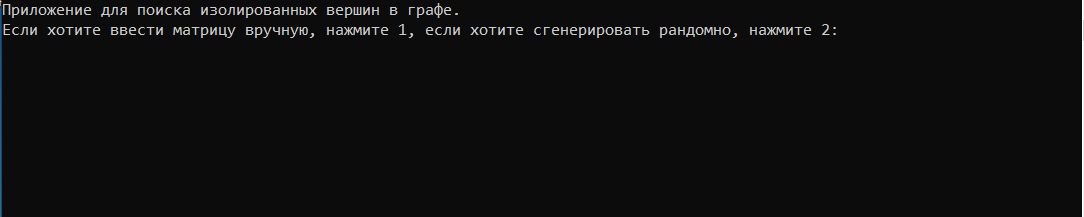 Приложение для поиска изолированных вершин в графе.
Если хотите ввести матрицу вручную, нажмите 1, если хотите сгенерировать рандомно, нажмите 2: